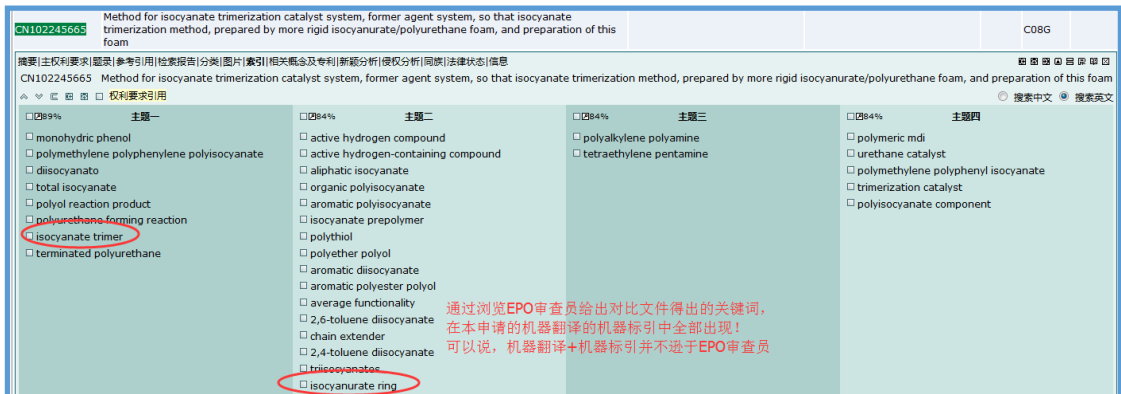 CN102245665
Method for isocyanate trimerization catalyst system, former agent system, so that isocyanate
trimerization method, prepared by more rigid isocyanurate/polyurethane foam, and preparation of this
foam
C08G
摘要|主权利要求|题录|参考引用|检索报告|分类|图片|索引|相关概念及专利|新颖分析|侵权分析|同族|法律状态|信息
CN102245665 Method for isocyanate trimerization catalyst system, former agent system, so that isocyanate trimerization method, prepared by more rigid isocyanurate/polyurethane foam, and preparation of this foam
权利要求引用
搜索中文 搜索英文
89% 主题一
monohydric phenol
polymethylene polyphenylene polyisocyanate
diisocyanato
total isocyanate
polyol reaction product
polyurethane forming reaction
isocyanate trimer
terminated polyurethane
84% 主题二
active hydrogen compound
active hydrogen-containing compound
aliphatic isocyanate
organic polyisocyanate
aromatic polyisocyanate
isocyanate prepolymer
polythiol
polyether polyol
aromatic diisocyanate
aromatic polyester polyol
average functionality
2,6-toluene diisocyanate
chain extender
2,4-toluene diisocyanate
triisocyanates
isocyanurate ring
84% 主题三
polyalkylene polyamine
tetraethylene pentamine
84% 主题四
polymeric mdi
urethane catalyst
polymethylene polyphenyl isocyanate
trimerization catalyst
polyisocyanate component
通过浏览EPO审查员给出对比文件得出的关键词，
在本申请的机器翻译的机器标引中全部出现！
可以说，机器翻译+机器标引并不逊于EPO审查员